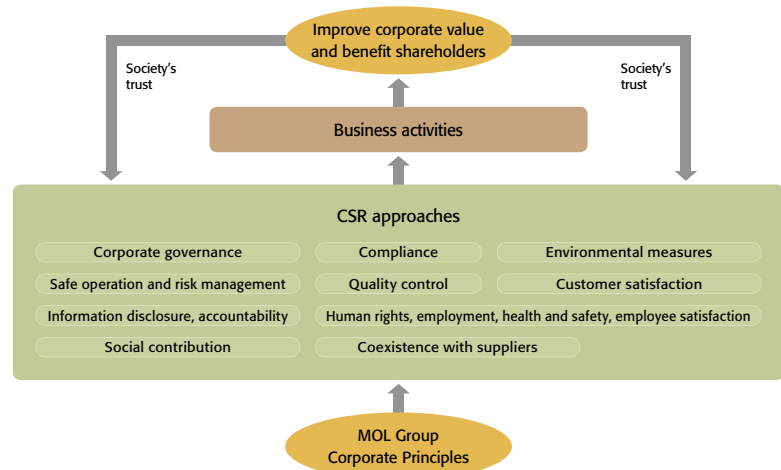 Improve corporate value
and benefit shareholders
Society's
trust
Society's
trust
Business activities
CSR approaches
Corporate governance
Compliance
Environmental measures
Safe operation and risk management
Quality control
Customer satisfaction
Information disclosure, accountability
Human rights, employment, health and safety, employee satisfaction
Social contribution
Coexistence with suppliers
MOL Group
Corporate Principles